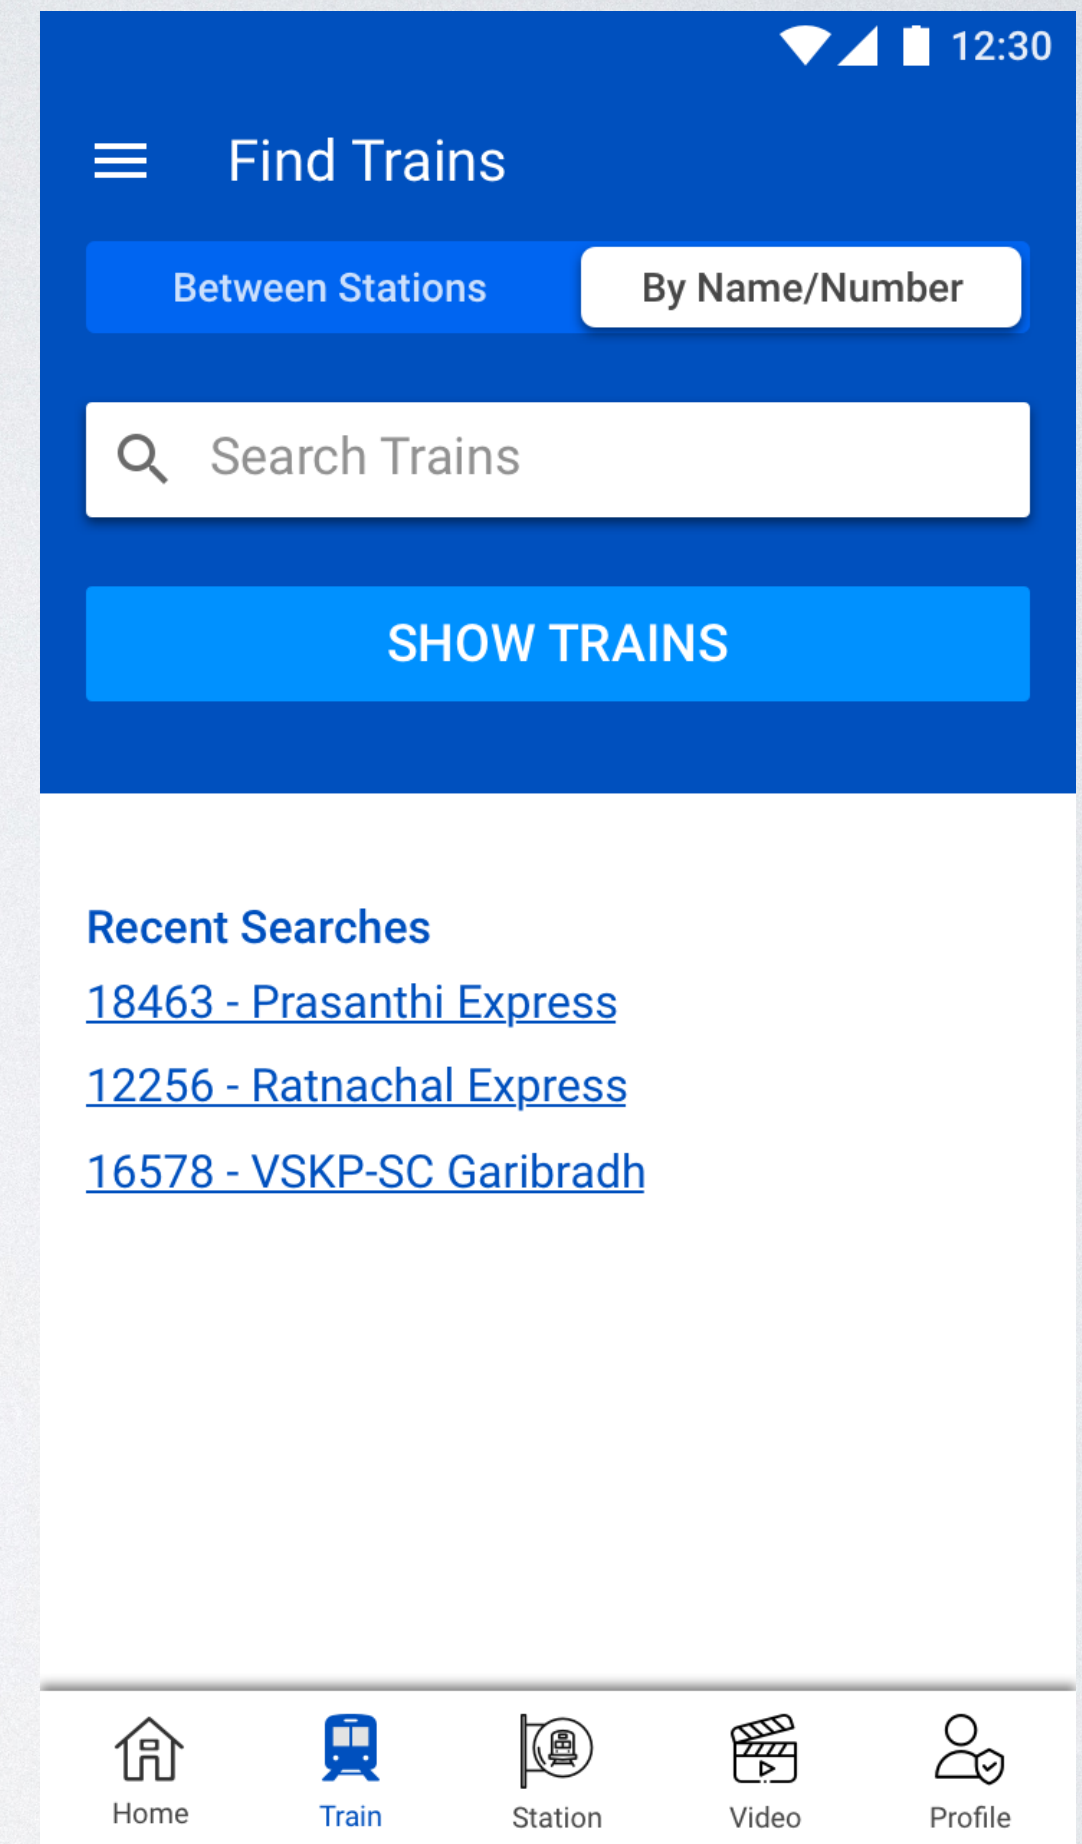 12:30
Find Trains
Between Stations By Name/Number
Search Trains
SHOW TRAINS
Recent Searches
18463 - Prasanthi Express
12256 - Ratnachal Express
16578 - VSKP-SC Garibradh
Home Train Station Video Profile